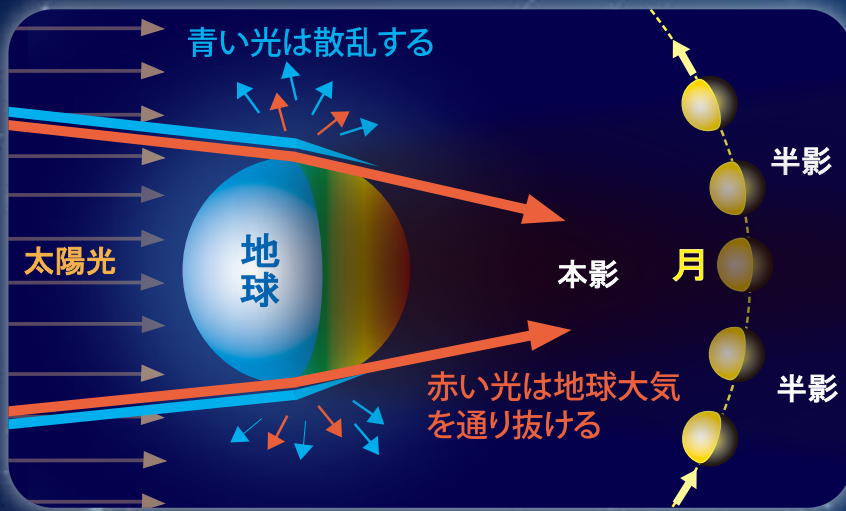 青い光は散乱する
半影
太陽光
地球
本影
月
赤い光は地球大気
を通り抜ける
半影